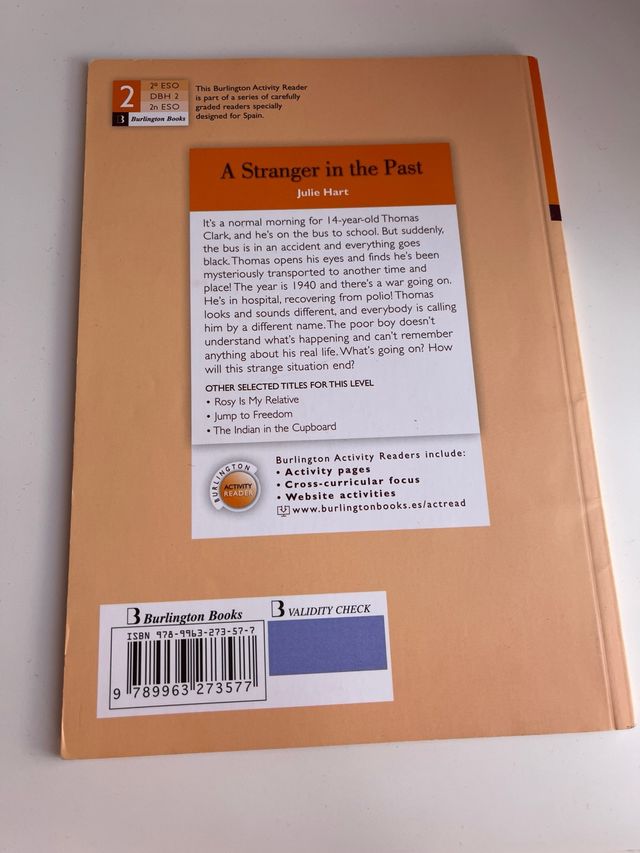 2
2º ESO
DBH 2
2n ESO
B Burlington Books
This Burlington Activity Reader
is part of a series of carefully
graded readers specially
designed for Spain.
A Stranger in the Past
Julie Hart
It's a normal morning for 14-year-old Thomas
Clark, and he's on the bus to school. But suddenly,
the bus is in an accident and everything goes
black. Thomas opens his eyes and finds he's been
mysteriously transported to another time and
place! The year is 1940 and there's a war going on.
He's in hospital, recovering from polio! Thomas
looks and sounds different, and everybody is calling
him by a different name. The poor boy doesn't
understand what's happening and can't remember
anything about his real life. What's going on? How
will this strange situation end?
OTHER SELECTED TITLES FOR THIS LEVEL
• Rosy Is My Relative
• Jump to Freedom
• The Indian in the Cupboard
BURLINGTON
ACTIVITY
READER
Burlington Activity Readers include:
• Activity pages
• Cross-curricular focus
• Website activities
www.burlingtonbooks.es/actread
B Burlington Books
B VALIDITY CHECK
ISBN 978-9963-273-57-7
9 789963 273577